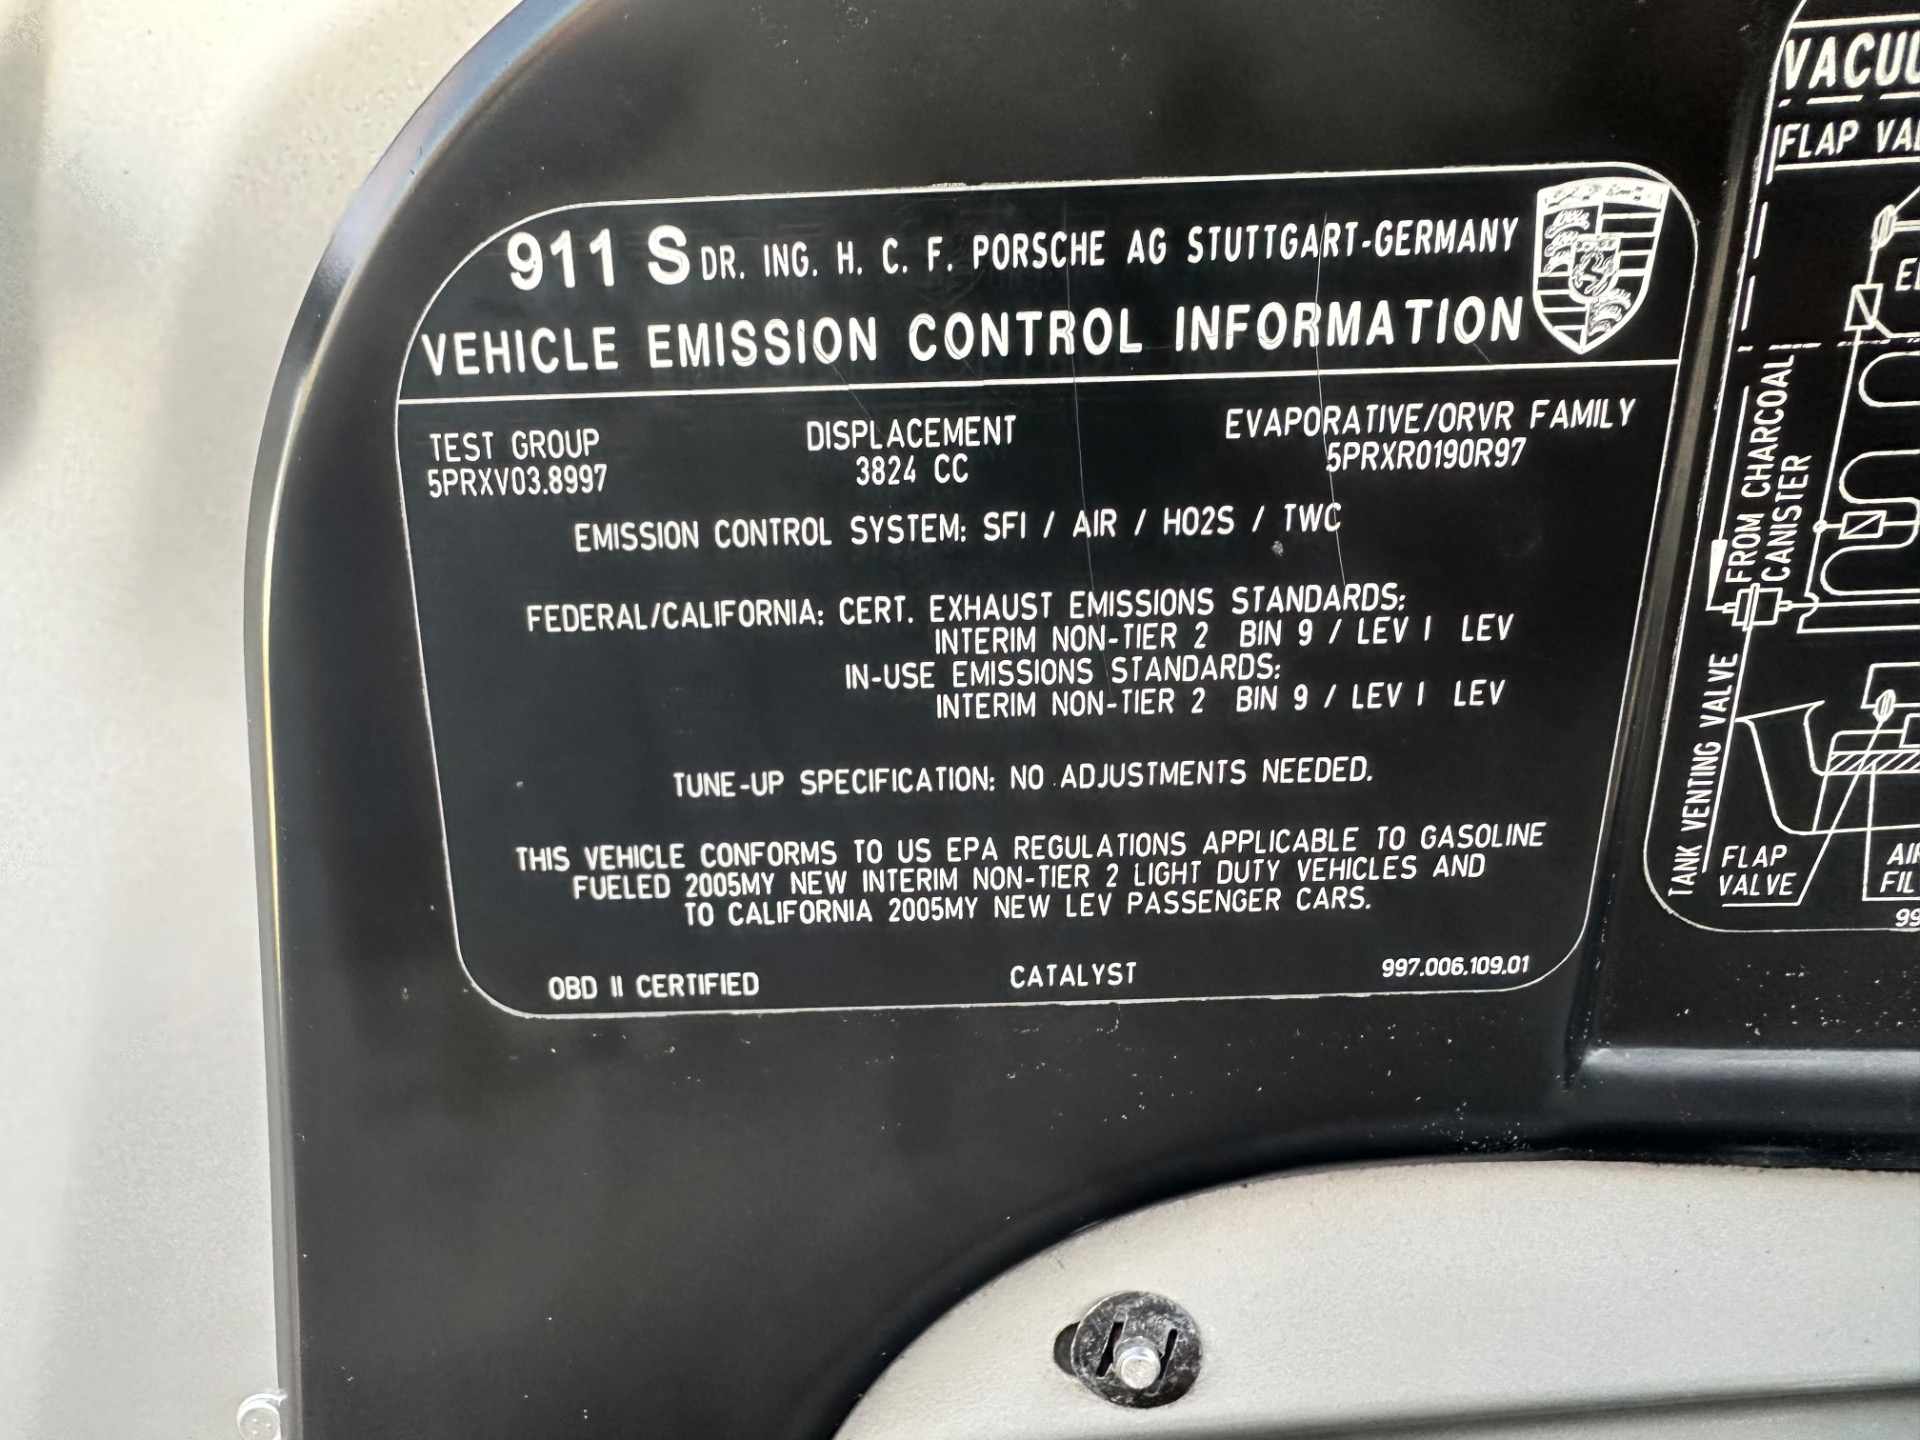 911 S DR. ING. H. C. F. PORSCHE AG STUTTGART-GERMANY
VEHICLE EMISSION CONTROL INFORMATION
TEST GROUP
5PRXV03.8997
DISPLACEMENT
3824 CC
EVAPORATIVE/ORVR FAMILY
5PRXR0190R97
EMISSION CONTROL SYSTEM: SFI / AIR / HO2S / TWC
FEDERAL/CALIFORNIA: CERT. EXHAUST EMISSIONS STANDARDS:
INTERIM NON-TIER 2 BIN 9 / LEV I LEV
IN-USE EMISSIONS STANDARDS:
INTERIM NON-TIER 2 BIN 9 / LEV I LEV
TUNE-UP SPECIFICATION: NO ADJUSTMENTS NEEDED.
THIS VEHICLE CONFORMS TO US EPA REGULATIONS APPLICABLE TO GASOLINE
FUELED 2005MY NEW INTERIM NON-TIER 2 LIGHT DUTY VEHICLES AND
TO CALIFORNIA 2005MY NEW LEV PASSENGER CARS.
OBD II CERTIFIED
CATALYST
997.006.109.01
FLAP
FROM CHARCOAL
CANISTER
TANK VENTING VALVE
FLAP
VALVE